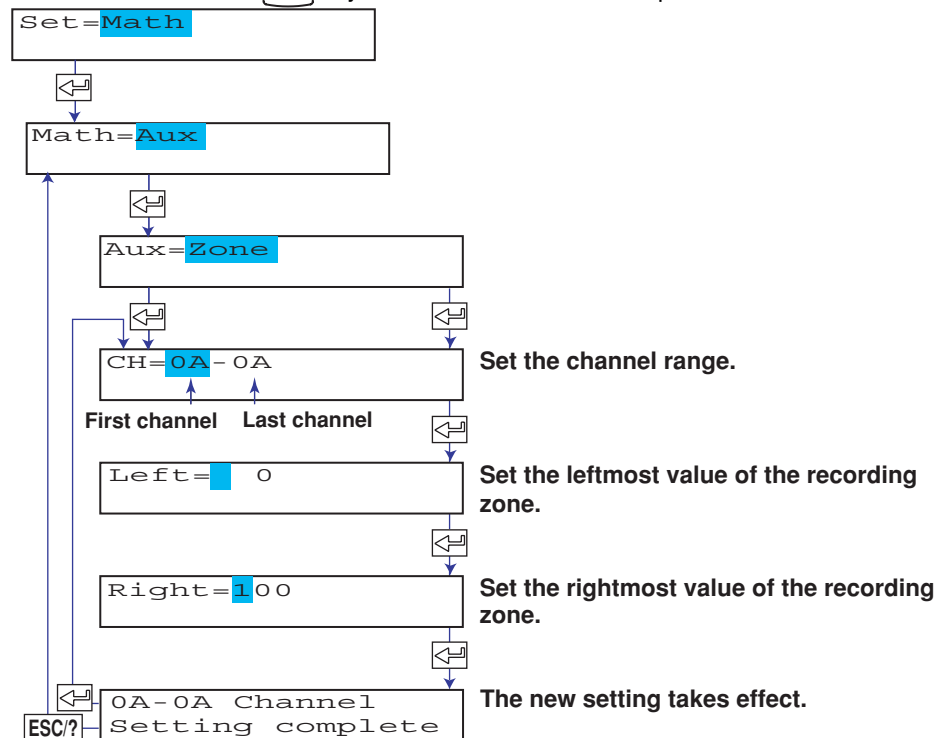 Set=Math
Math=Aux
Aux=Zone
CH=0A-0A
Set the channel range.
First channel
Last channel
Left= 0
Set the leftmost value of the recording
zone.
Right=100
Set the rightmost value of the recording
zone.
0A-0A Channel
Setting complete
The new setting takes effect.
ESC/?